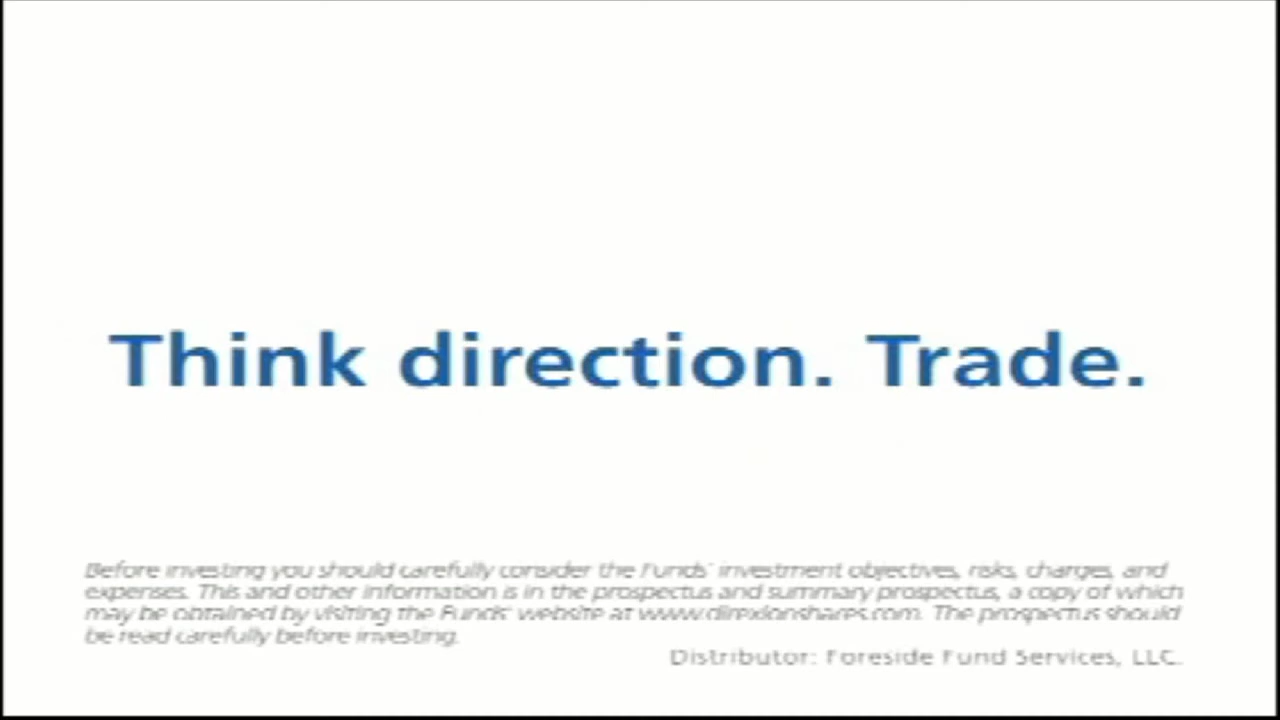 Think direction. Trade.
Before investing you should carefully consider the Funds' investment objectives, risks, charges, and
expenses. This and other information is in the prospectus and summary prospectus, a copy of which
may be obtained by visiting the Funds' website at www.direxionshares.com. The prospectus should
be read carefully before investing.
Distributor: Foreside Fund Services, LLC.